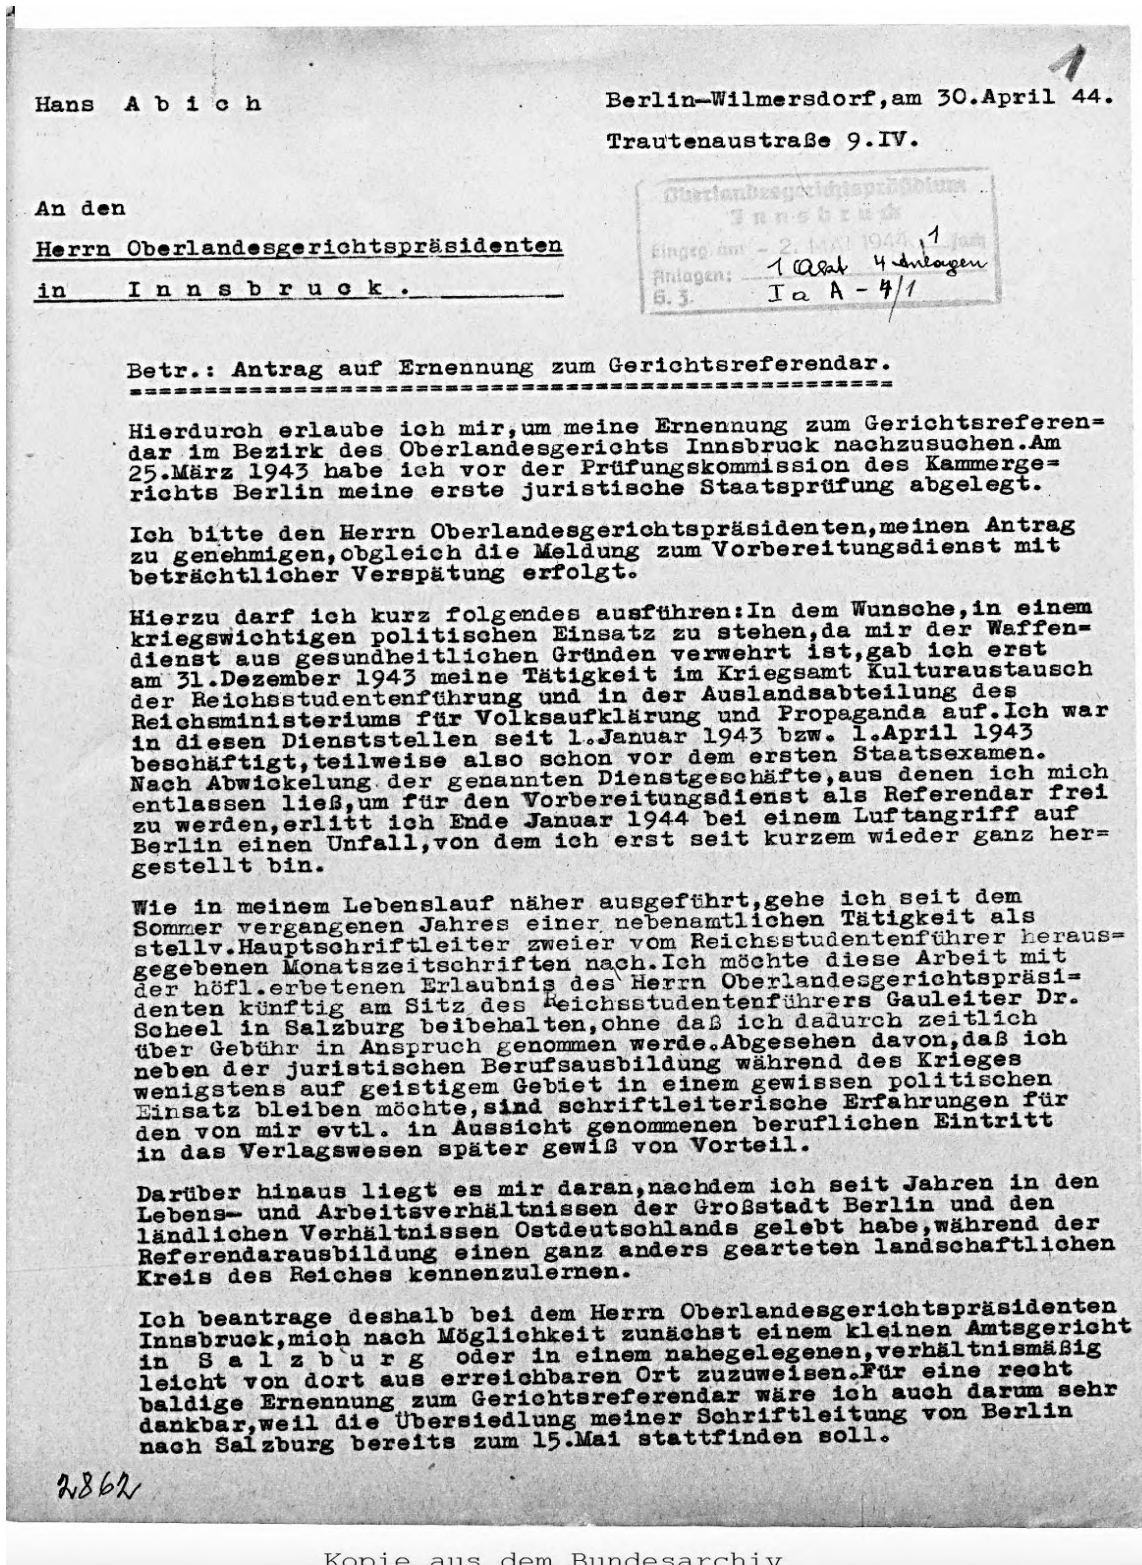 1
Hans A b i c h
Berlin-Wilmersdorf,am 30.April 44.
Trautenaustraße 9.IV.
Oberlandesgerichtspräsidium
Innsbruck
Eingeg.am - 2. MAI 1944 ,1 fach
Anlagen: 4 Anlagen
G. Z. I a A - 4/1
An den
Herrn Oberlandesgerichtspräsidenten
in I n n s b r u c k .
Betr.: Antrag auf Ernennung zum Gerichtsreferendar.
Hierdurch erlaube ich mir,um meine Ernennung zum Gerichtsreferen=
dar im Bezirk des Oberlandesgerichts Innsbruck nachzusuchen.Am
25.März 1943 habe ich vor der Prüfungskommission des Kammerge=
richts Berlin meine erste juristische Staatsprüfung abgelegt.
Ich bitte den Herrn Oberlandesgerichtspräsidenten,meinen Antrag
zu genehmigen,obgleich die Meldung zum Vorbereitungsdienst mit
beträchtlicher Verspätung erfolgt.
Hierzu darf ich kurz folgendes ausführen:In dem Wunsche,in einem
kriegswichtigen politischen Einsatz zu stehen,da mir der Waffen=
dienst aus gesundheitlichen Gründen verwehrt ist,gab ich erst
am 31.Dezember 1943 meine Tätigkeit im Kriegsamt Kulturaustausch
der Reichsstudentenführung und in der Auslandsabteilung des
Reichsministeriums für Volksaufklärung und Propaganda auf.Ich war
in diesen Dienststellen seit 1.Januar 1943 bzw. 1.April 1943
beschäftigt,teilweise also schon vor dem ersten Staatsexamen.
Nach Abwickelung der genannten Dienstgeschäfte,aus denen ich mich
entlassen ließ,um für den Vorbereitungsdienst als Referendar frei
zu werden,erlitt ich Ende Januar 1944 bei einem Luftangriff auf
Berlin einen Unfall,von dem ich erst seit kurzem wieder ganz her=
gestellt bin.
Wie in meinem Lebenslauf näher ausgeführt,gehe ich seit dem
Sommer vergangenen Jahres einer nebenamtlichen Tätigkeit als
stellv.Hauptschriftleiter zweier vom Reichsstudentenführer heraus=
gegebenen Monatszeitschriften nach.Ich möchte diese Arbeit mit
der höfl.erbetenen Erlaubnis des Herrn Oberlandesgerichtspräsi=
denten künftig am Sitz des Reichsstudentenführers Gauleiter Dr.
Scheel in Salzburg beibehalten,ohne daß ich dadurch zeitlich
über Gebühr in Anspruch genommen werde.Abgesehen davon,daß ich
neben der juristischen Berufsausbildung während des Krieges
wenigstens auf geistigem Gebiet in einem gewissen politischen
Einsatz bleiben möchte,sind schriftleiterische Erfahrungen für
den von mir evtl. in Aussicht genommenen beruflichen Eintritt
in das Verlagswesen später gewiß von Vorteil.
Darüber hinaus liegt es mir daran,nachdem ich seit Jahren in den
Lebens- und Arbeitsverhältnissen der Großstadt Berlin und den
ländlichen Verhältnissen Ostdeutschlands gelebt habe,während der
Referendarausbildung einen ganz anders gearteten landschaftlichen
Kreis des Reiches kennenzulernen.
Ich beantrage deshalb bei dem Herrn Oberlandesgerichtspräsidenten
Innsbruck,mich nach Möglichkeit zunächst einem kleinen Amtsgericht
in S a l z b u r g oder in einem nahegelegenen,verhältnismäßig
leicht von dort aus erreichbaren Ort zuzuweisen.Für eine recht
baldige Ernennung zum Gerichtsreferendar wäre ich auch darum sehr
dankbar,weil die Übersiedlung meiner Schriftleitung von Berlin
nach Salzburg bereits zum 15.Mai stattfinden soll.
2862
Kopie aus dem Bundesarchiv